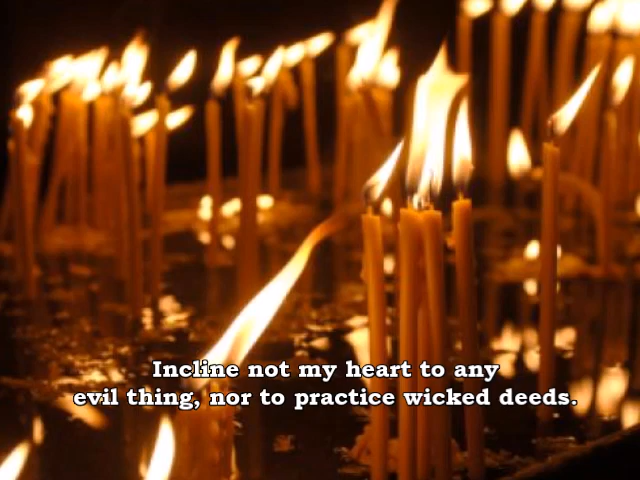 Incline not my heart to any
evil thing, nor to practice wicked deeds.